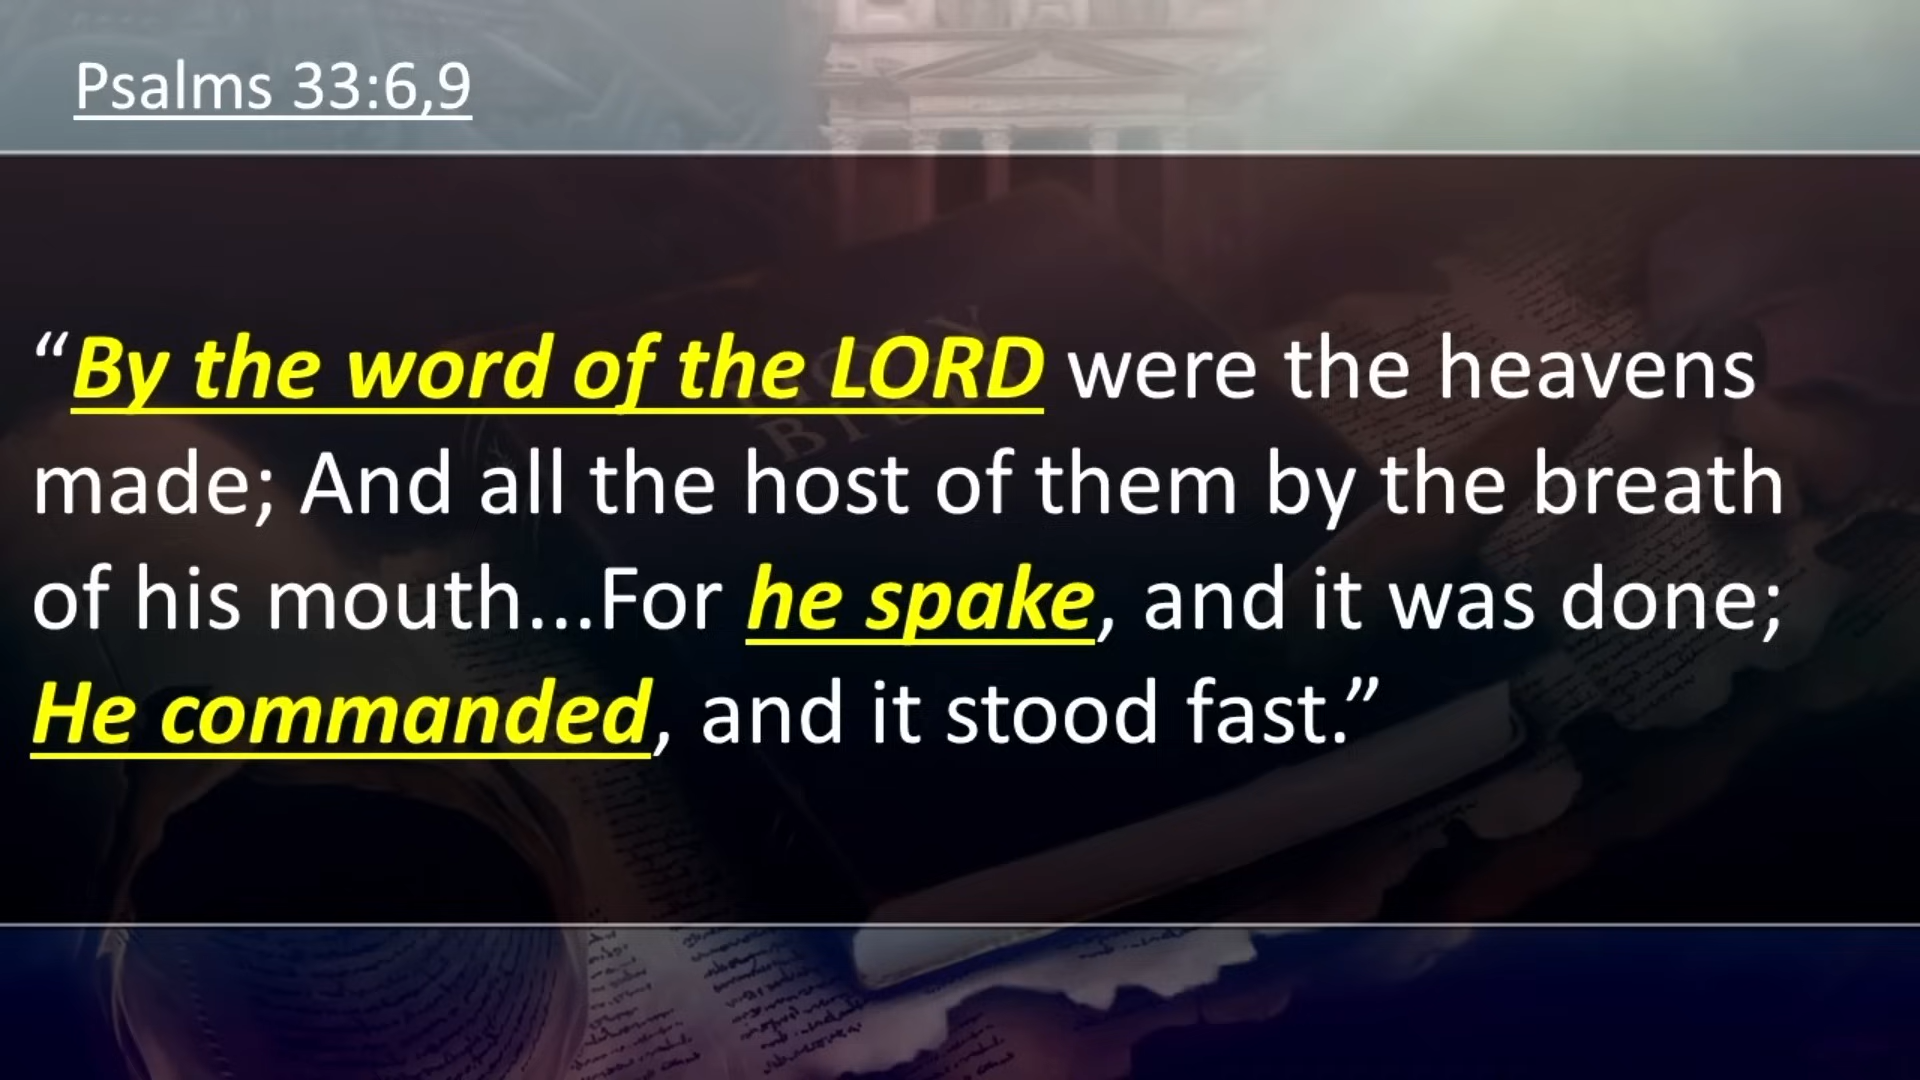 Psalms 33:6,9
“By the word of the LORD were the heavens
made; And all the host of them by the breath
of his mouth...For he spake, and it was done;
He commanded, and it stood fast.”
HOLY
BIBLE